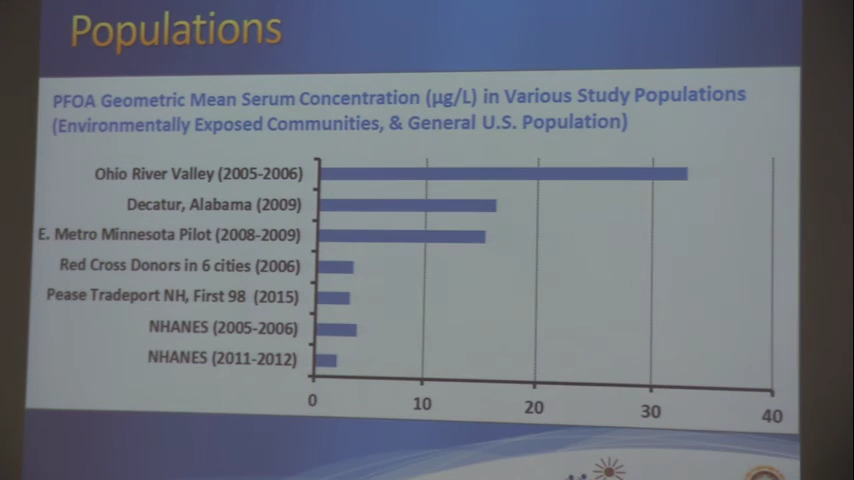 Populations
PFOA Geometric Mean Serum Concentration (µg/L) in Various Study Populations
(Environmentally Exposed Communities, & General U.S. Population)
Ohio River Valley (2005-2006)
Decatur, Alabama (2009)
E. Metro Minnesota Pilot (2008-2009)
Red Cross Donors in 6 cities (2006)
Pease Tradeport NH, First 98 (2015)
NHANES (2005-2006)
NHANES (2011-2012)
0 10 20 30 40